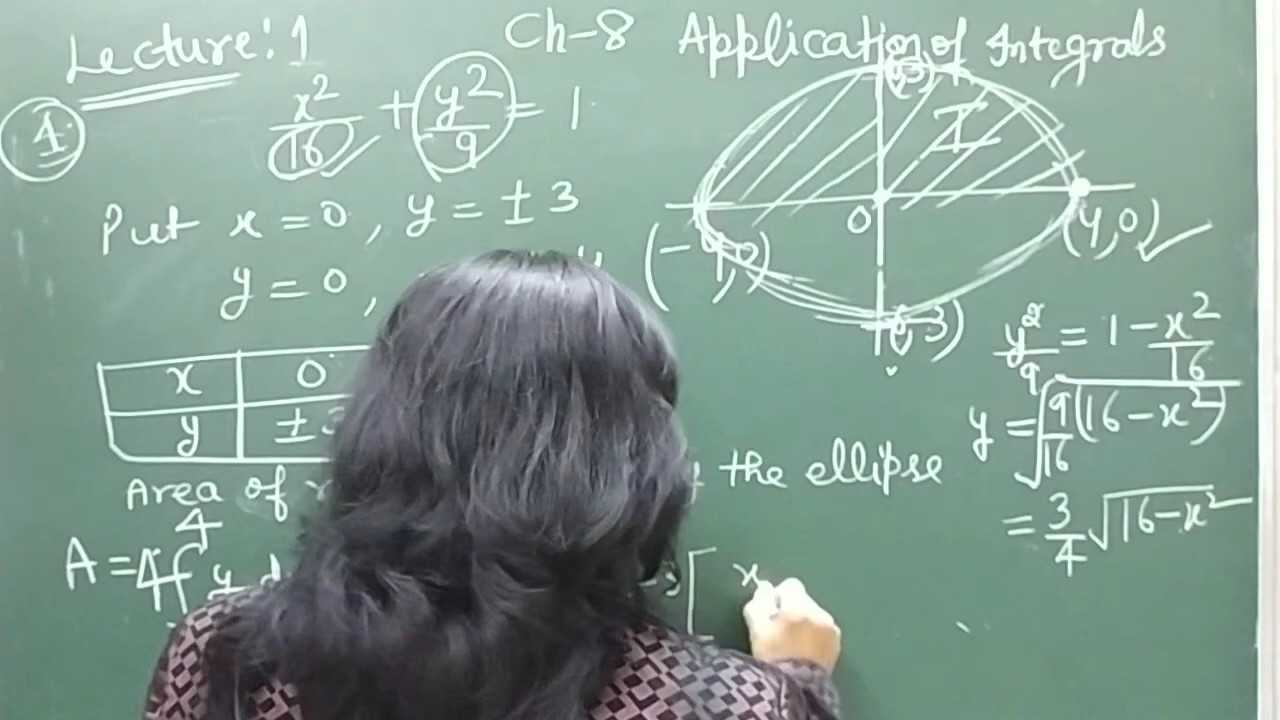 Lecture: 1
Ch-8 Application of Integrals
1
x²/16 + y²/9 = 1
Put x = 0, y = ±3
y = 0,
x 0
y ±3
Area of
the ellipse
A = 4∫ y
[ x
(0,3)
I
0
(4,0)
(-4,0)
(0,-3)
y²/9 = 1 - x²/16
y = √(9/16 (16 - x²))
= 3/4 √(16 - x²)